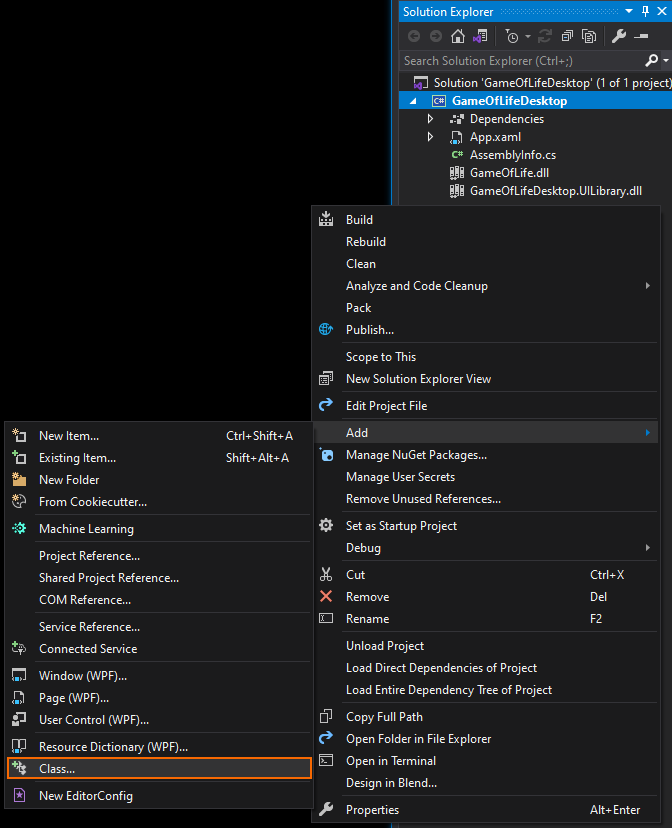 Solution Explorer
Search Solution Explorer (Ctrl+;)
Solution 'GameOfLifeDesktop' (1 of 1 project)
C# GameOfLifeDesktop
Dependencies
App.xaml
C# AssemblyInfo.cs
GameOfLife.dll
GameOfLifeDesktop.UILibrary.dll
Build
Rebuild
Clean
Analyze and Code Cleanup
Pack
Publish...
Scope to This
New Solution Explorer View
Edit Project File
Add
Manage NuGet Packages...
Manage User Secrets
Remove Unused References...
Set as Startup Project
Debug
Cut Ctrl+X
Remove Del
Rename F2
Unload Project
Load Direct Dependencies of Project
Load Entire Dependency Tree of Project
Copy Full Path
Open Folder in File Explorer
Open in Terminal
Design in Blend...
Properties Alt+Enter
New Item... Ctrl+Shift+A
Existing Item... Shift+Alt+A
New Folder
From Cookiecutter...
Machine Learning
Project Reference...
Shared Project Reference...
COM Reference...
Service Reference...
Connected Service
Window (WPF)...
Page (WPF)...
User Control (WPF)...
Resource Dictionary (WPF)...
Class...
New EditorConfig